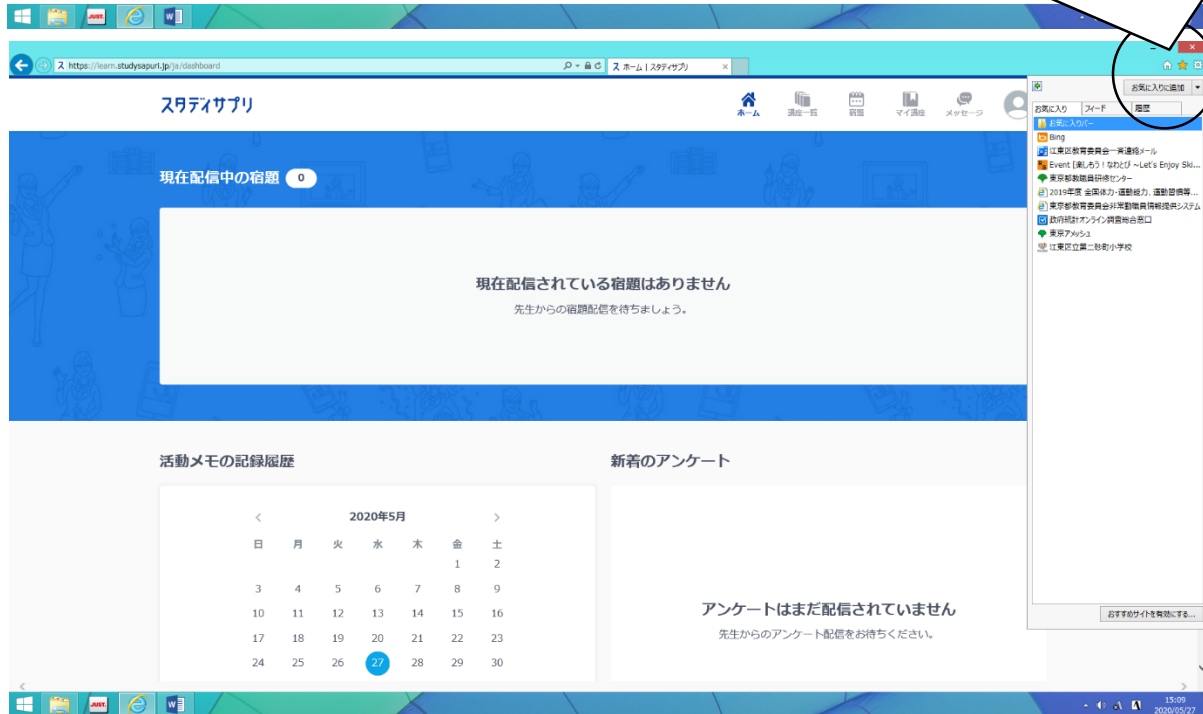 JUST.
https://learn.studysapuri.jp/ja/dashboard
ス ホーム | スタディサプリ
お気に入りに追加
スタディサプリ
ホーム
講座一覧
宿題
マイ講座
メッセージ
お気に入り フィード 履歴
お気に入りバー
Bing
江東区教育委員会一斉連絡メール
Event [楽しもう！なわとび ～Let's Enjoy Ski...
東京都教職員研修センター
2019年度 全国体力・運動能力、運動習慣等...
東京都教育委員会非常勤職員情報提供システム
政府統計オンライン調査総合窓口
東京アメッシュ
江東区立第二砂町小学校
現在配信中の宿題 0
現在配信されている宿題はありません
先生からの宿題配信を待ちましょう。
活動メモの記録履歴
新着のアンケート
2020年5月
日 月 火 水 木 金 土
1 2
3 4 5 6 7 8 9
10 11 12 13 14 15 16
17 18 19 20 21 22 23
24 25 26 27 28 29 30
アンケートはまだ配信されていません
先生からのアンケート配信をお待ちください。
おすすめサイトを有効にする...
JUST.
A
15:09
2020/05/27